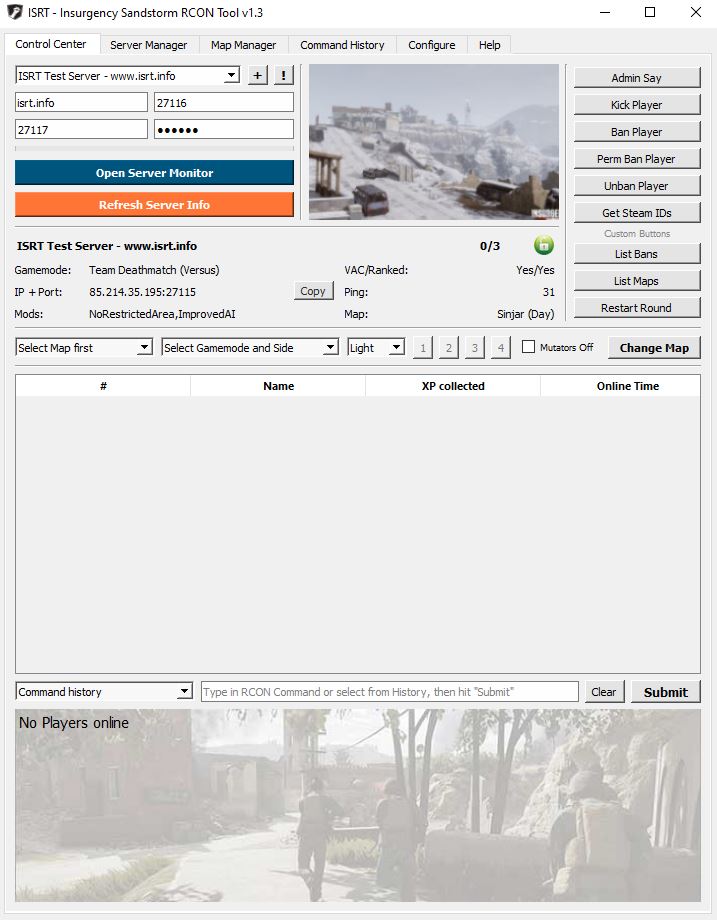 ISRT - Insurgency Sandstorm RCON Tool v1.3
Control Center
Server Manager
Map Manager
Command History
Configure
Help
ISRT Test Server - www.isrt.info
+
!
isrt.info
27116
27117
●●●●●●
Open Server Monitor
Refresh Server Info
INSURGE
Admin Say
Kick Player
Ban Player
Perm Ban Player
Unban Player
Get Steam IDs
Custom Buttons
List Bans
List Maps
Restart Round
ISRT Test Server - www.isrt.info
0/3
Gamemode:
Team Deathmatch (Versus)
VAC/Ranked:
Yes/Yes
IP + Port:
85.214.35.195:27115
Copy
Ping:
31
Mods:
NoRestrictedArea,ImprovedAI
Map:
Sinjar (Day)
Select Map first
Select Gamemode and Side
Light
1
2
3
4
Mutators Off
Change Map
#
Name
XP collected
Online Time
Command history
Type in RCON Command or select from History, then hit "Submit"
Clear
Submit
No Players online